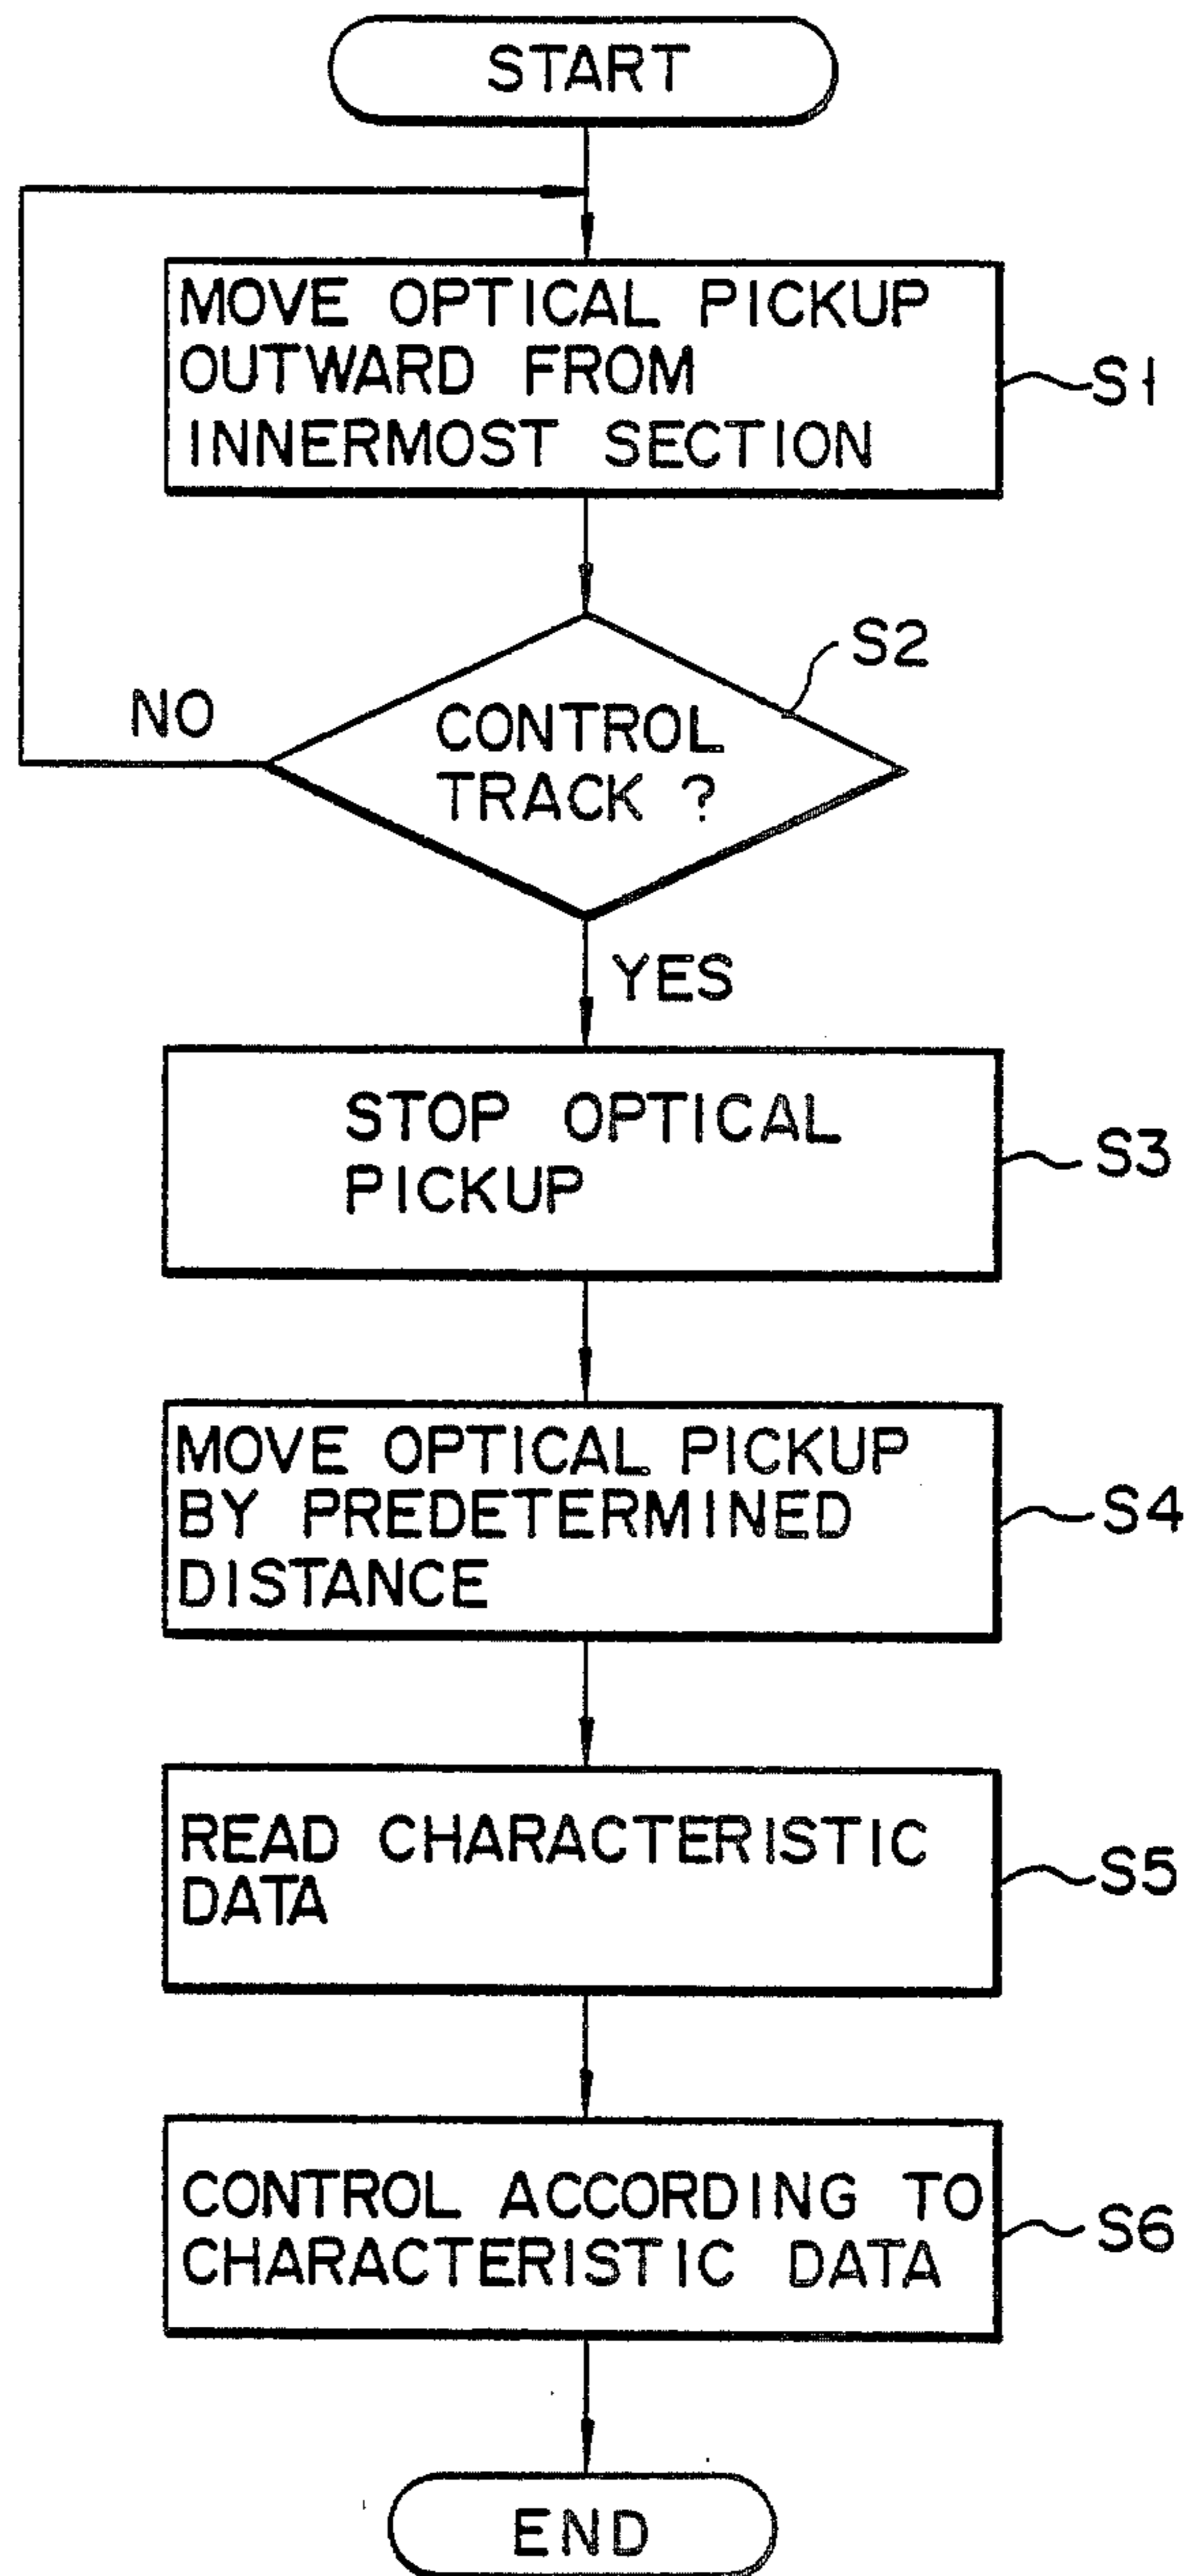 START
MOVE OPTICAL PICKUP
OUTWARD FROM
INNERMOST SECTION
S1
S2
NO
CONTROL
TRACK ?
YES
STOP OPTICAL
PICKUP
S3
MOVE OPTICAL PICKUP
BY PREDETERMINED
DISTANCE
S4
READ CHARACTERISTIC
DATA
S5
CONTROL ACCORDING TO
CHARACTERISTIC DATA
S6
END